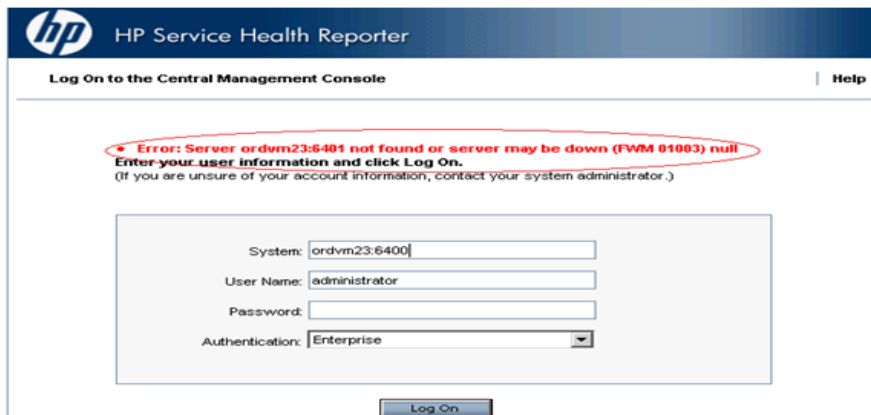 hp HP Service Health Reporter
Log On to the Central Management Console | Help
• Error: Server ordvm23:6401 not found or server may be down (FWM 01003) null
Enter your user information and click Log On.
(If you are unsure of your account information, contact your system administrator.)
System: ordvm23:6400
User Name: administrator
Password:
Authentication: Enterprise
Log On